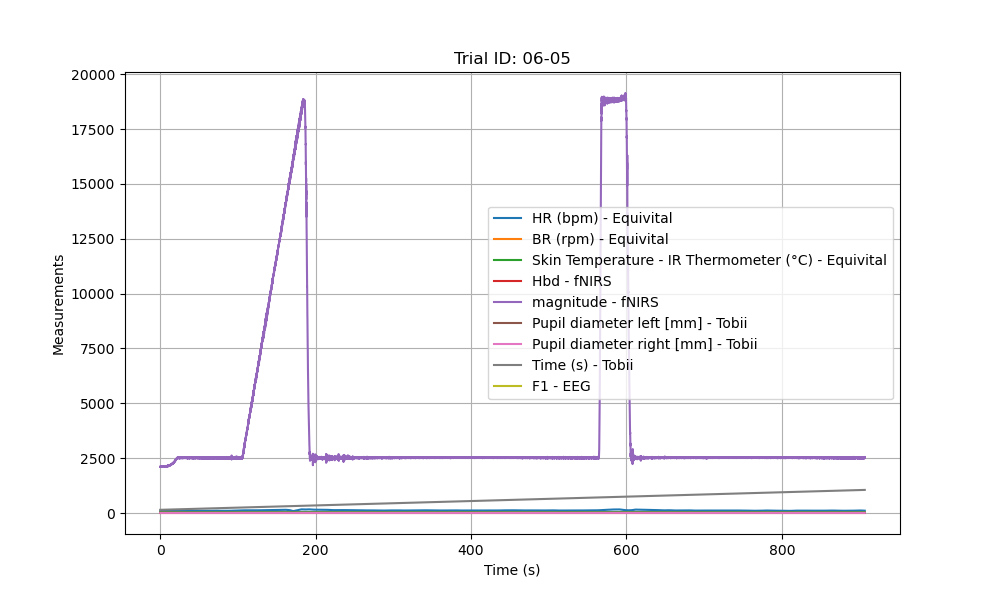 Trial ID: 06-05
20000
17500
15000
12500
10000
7500
5000
2500
0
Measurements
HR (bpm) - Equivital
BR (rpm) - Equivital
Skin Temperature - IR Thermometer (°C) - Equivital
Hbd - fNIRS
magnitude - fNIRS
Pupil diameter left [mm] - Tobii
Pupil diameter right [mm] - Tobii
Time (s) - Tobii
F1 - EEG
0 200 400 600 800
Time (s)